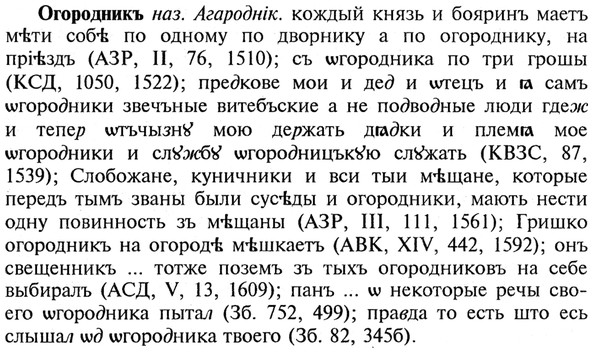 Огородникъ наз. Агароднік. кождый князь и бояринъ маетъ
мѣти собѣ по одному по дворнику а по огороднику, на
прїѣздъ (АЗР, II, 76, 1510); съ ѡгородника по три грошы
(КСД, 1050, 1522); предкове мои и дед и ѡтецъ и ꙗ самъ
ѡгородники звечъные витебъские а не подводные люди гдеж
и тепер ѡтъчызнꙋ мою держать дꙗдки и племꙗ мое
ѡгородники и слꙋжбꙋ ѡгородницъкꙋю слꙋжать (КВЗС, 87,
1539); Слобожане, куничники и вси тыи мѣщане, которые
передъ тымъ званы были сусѣды и огородники, мають нести
одну повинность зъ мѣщаны (АЗР, III, 111, 1561); Гришко
огородникъ на огородѣ мѣшкаетъ (АВК, XIV, 442, 1592); онъ
свещенникъ ... тотже поземъ зъ тыхъ огородниковъ на себе
выбиралъ (АСД, V, 13, 1609); панъ ... ѡ некоторые речы сво-
его ѡгородника пытал (Зб. 752, 499); правда то есть што есь
слышал ѡд ѡгородника твоего (Зб. 82, 345б).